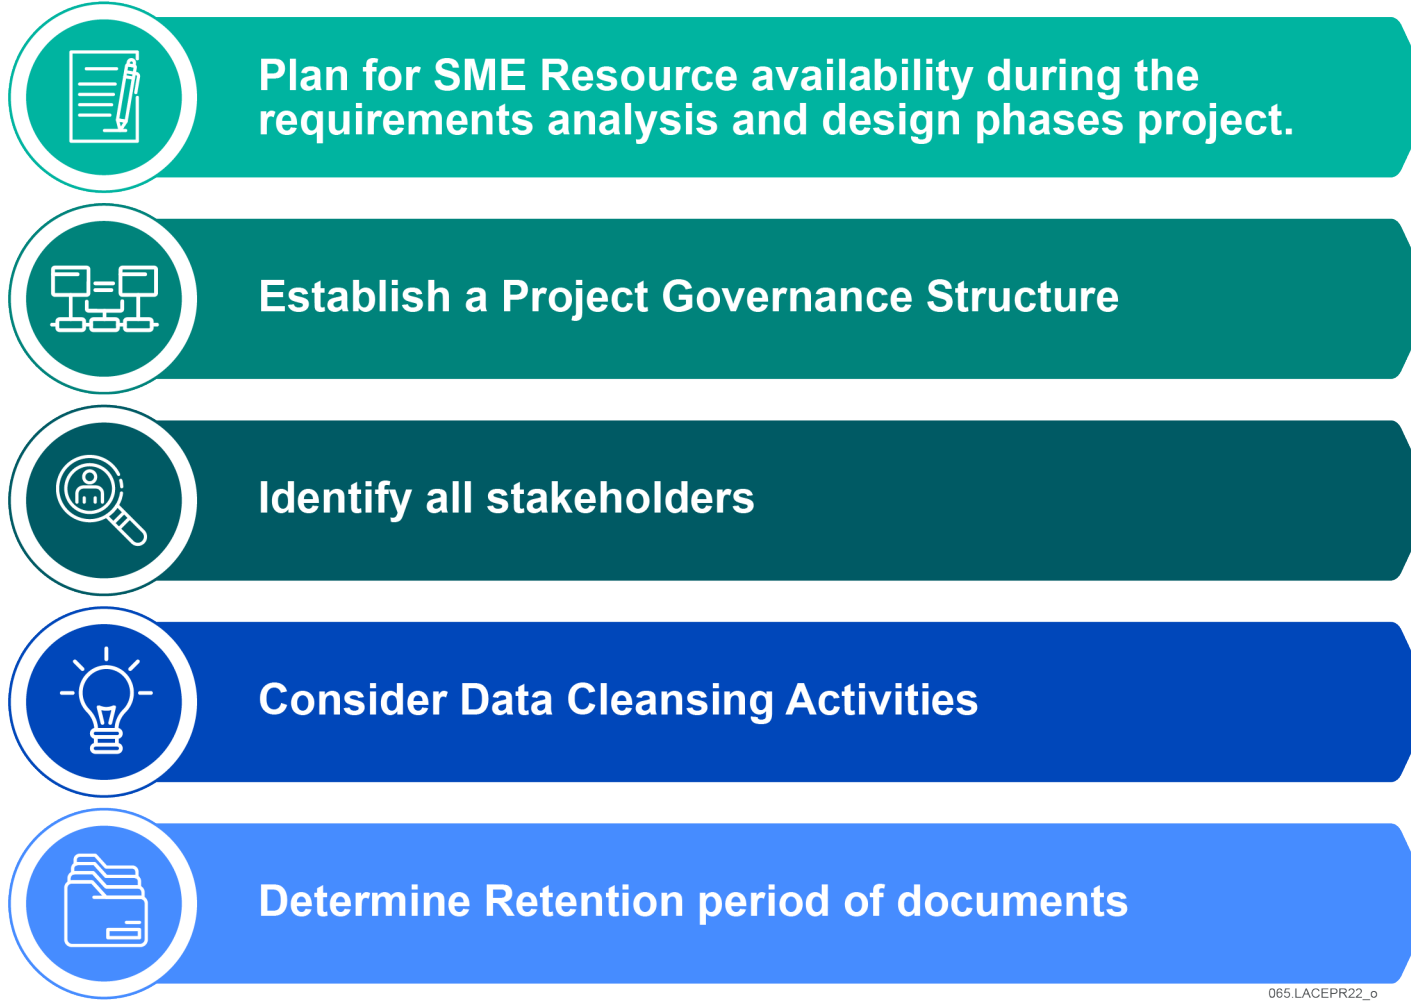 Plan for SME Resource availability during the
requirements analysis and design phases project.
Establish a Project Governance Structure
Identify all stakeholders
Consider Data Cleansing Activities
Determine Retention period of documents
065.LACEPR22_o